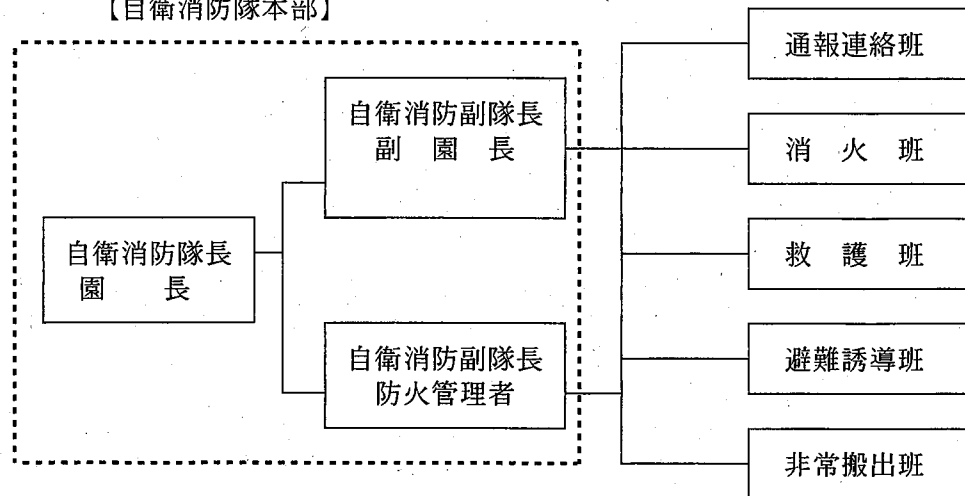 【自衛消防隊本部】
自衛消防隊長
園　　長
自衛消防副隊長
副　園　長
自衛消防副隊長
防火管理者
通報連絡班
消　火　班
救　護　班
避難誘導班
非常搬出班